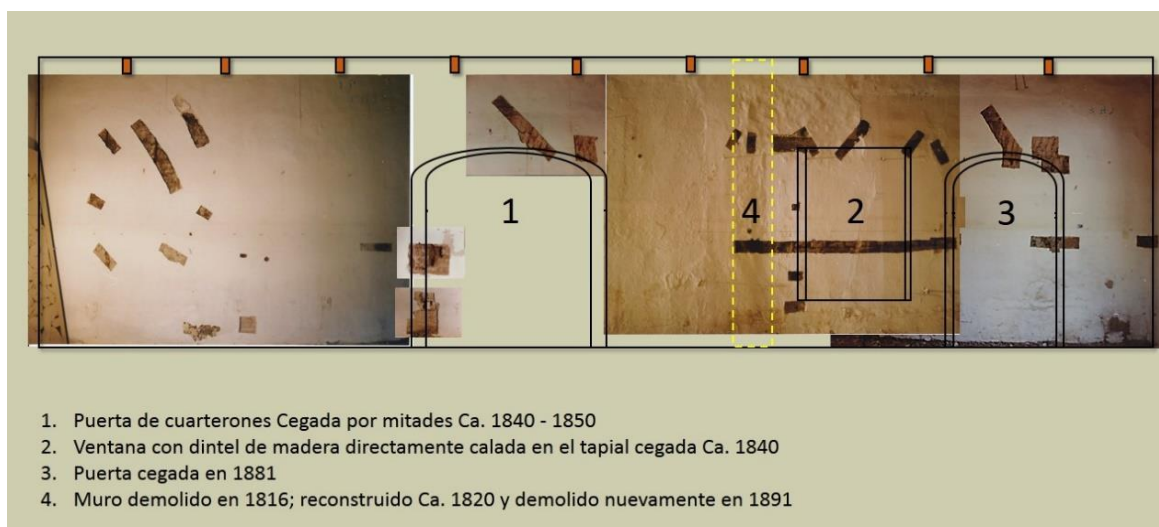 1
4
2
3
1. Puerta de cuarterones Cegada por mitades Ca. 1840 - 1850
2. Ventana con dintel de madera directamente calada en el tapial cegada Ca. 1840
3. Puerta cegada en 1881
4. Muro demolido en 1816; reconstruido Ca. 1820 y demolido nuevamente en 1891